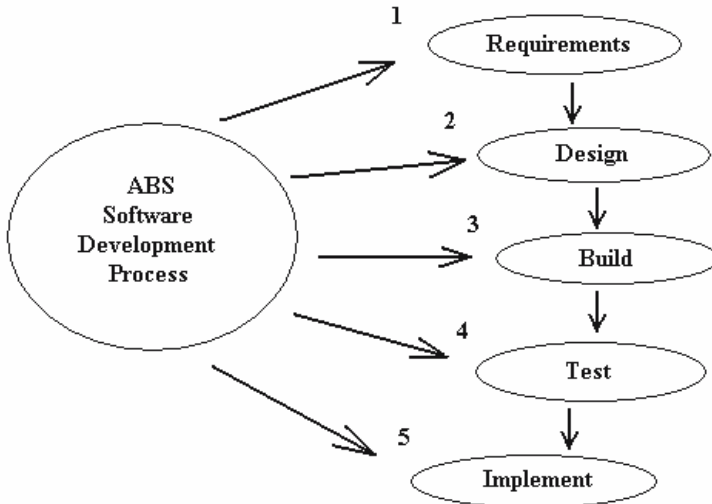 1
Requirements
2
Design
ABS
Software
Development
Process
3
Build
4
Test
5
Implement